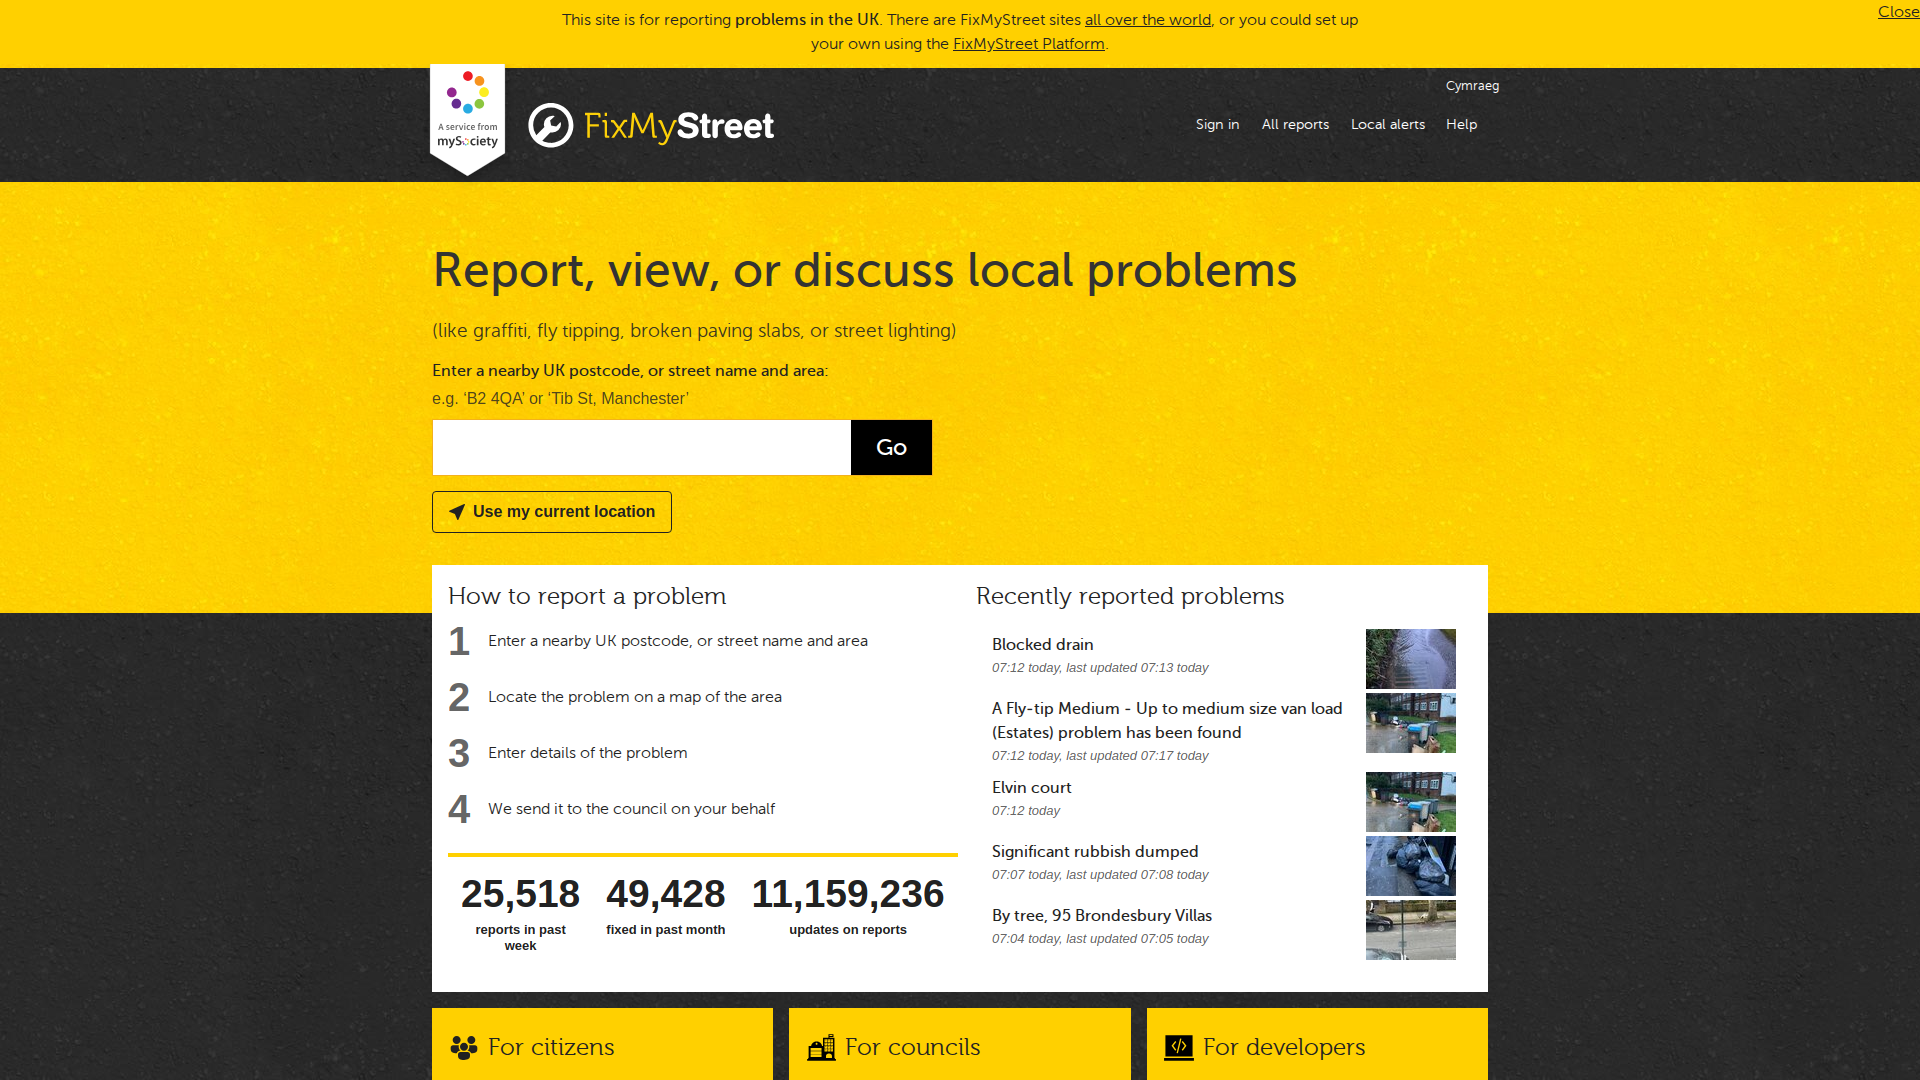 This site is for reporting problems in the UK. There are FixMyStreet sites all over the world, or you could set up
your own using the FixMyStreet Platform.
Close
A service from
mySociety
FixMyStreet
Cymraeg
Sign in
All reports
Local alerts
Help
Report, view, or discuss local problems
(like graffiti, fly tipping, broken paving slabs, or street lighting)
Enter a nearby UK postcode, or street name and area:
e.g. ‘B2 4QA’ or ‘Tib St, Manchester’
Go
Use my current location
How to report a problem
1 Enter a nearby UK postcode, or street name and area
2 Locate the problem on a map of the area
3 Enter details of the problem
4 We send it to the council on your behalf
25,518
reports in past
week
49,428
fixed in past month
11,159,236
updates on reports
Recently reported problems
Blocked drain
07:12 today, last updated 07:13 today
A Fly-tip Medium - Up to medium size van load
(Estates) problem has been found
07:12 today, last updated 07:17 today
Elvin court
07:12 today
Significant rubbish dumped
07:07 today, last updated 07:08 today
By tree, 95 Brondesbury Villas
07:04 today, last updated 07:05 today
For citizens
For councils
For developers